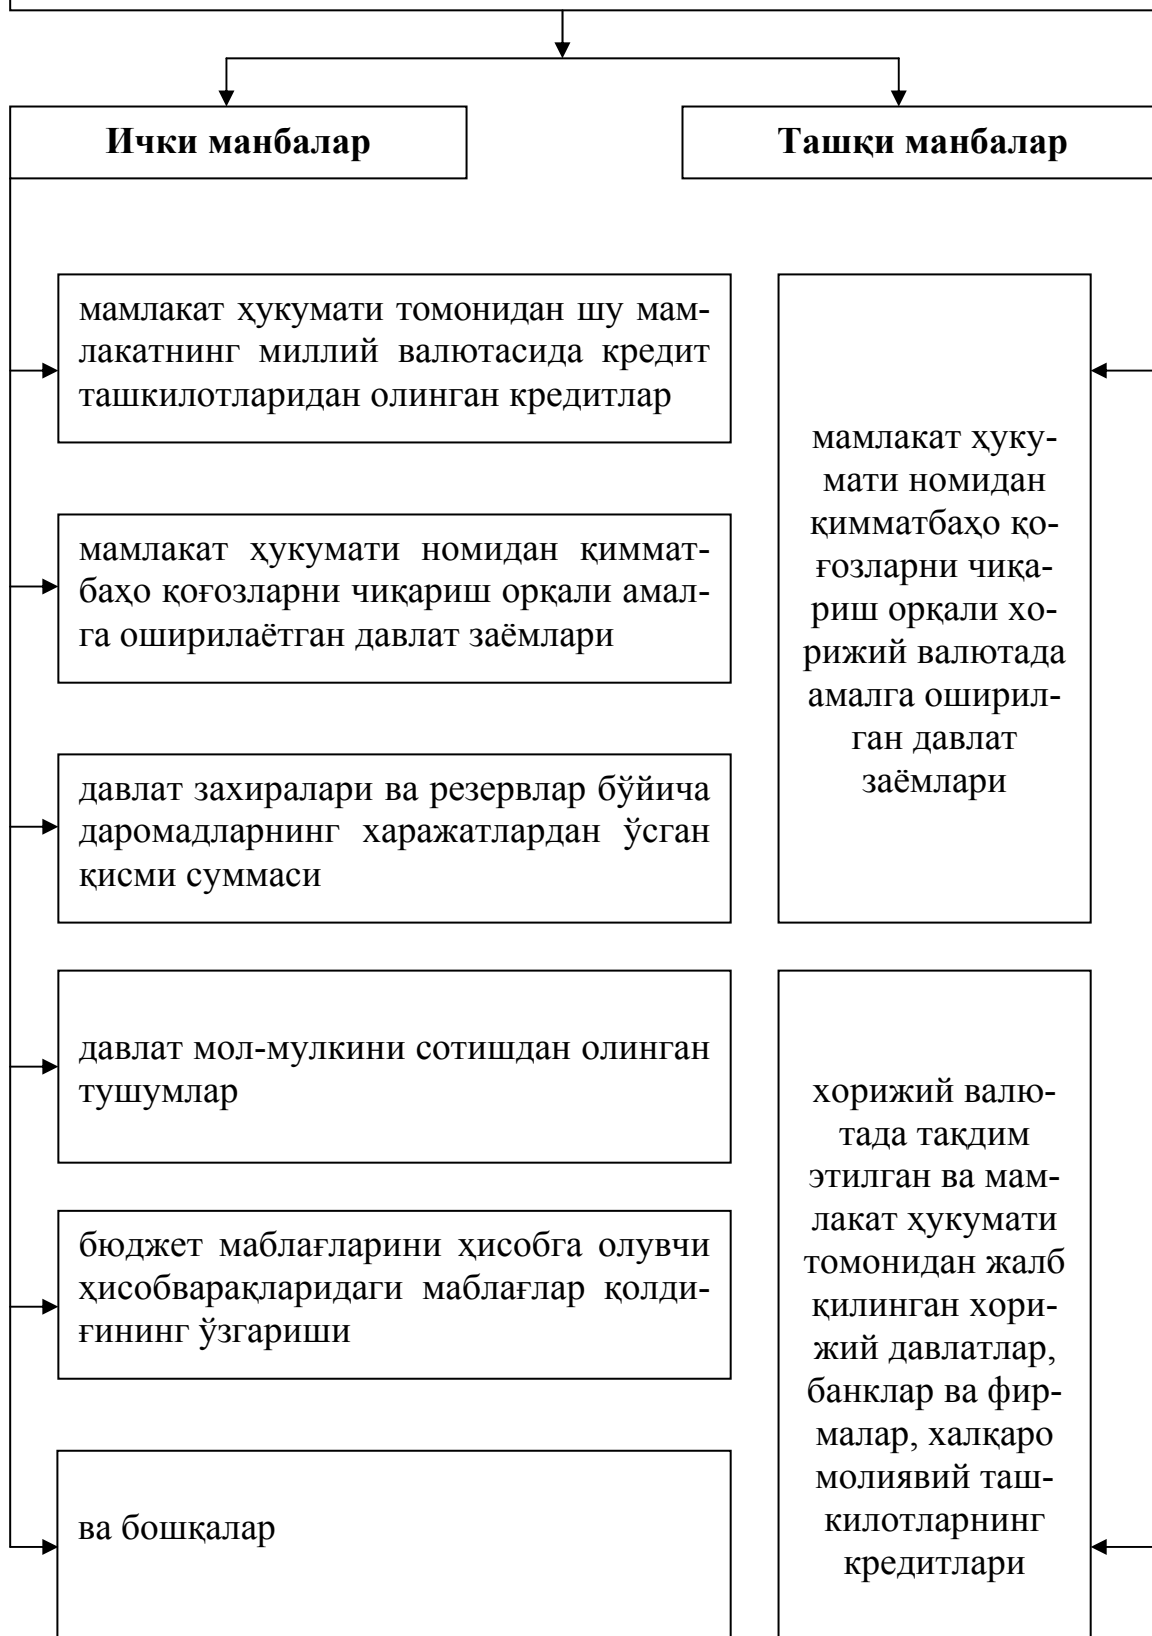 Ички манбалар
Ташқи манбалар
мамлакат ҳукумати томонидан шу мам-
лакатнинг миллий валютасида кредит
ташкилотларидан олинган кредитлар
мамлакат ҳукумати номидан қиммат-
баҳо қоғозларни чиқариш орқали амал-
га оширилаётган давлат заёмлари
давлат захиралари ва резервлар бўйича
даромадларнинг харажатлардан ўсган
қисми суммаси
давлат мол-мулкини сотишдан олинган
тушумлар
бюджет маблағларини ҳисобга олувчи
ҳисобварақларидаги маблағлар қолди-
ғининг ўзгариши
ва бошқалар
мамлакат ҳуку-
мати номидан
қимматбаҳо қо-
ғозларни чиқа-
риш орқали хо-
рижий валютада
амалга оширил-
ган давлат
заёмлари
хорижий валю-
тада тақдим
этилган ва мам-
лакат ҳукумати
томонидан жалб
қилинган хори-
жий давлатлар,
банклар ва фир-
малар, халқаро
молиявий таш-
килотларнинг
кредитлари